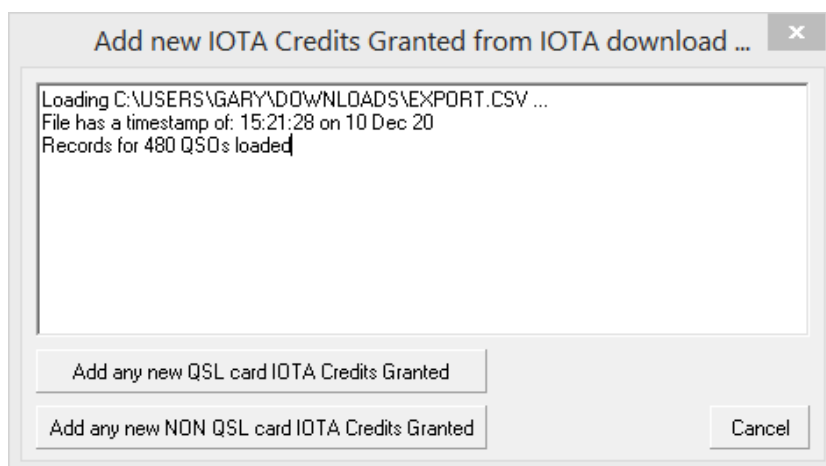 Add new IOTA Credits Granted from IOTA download ...
Loading C:\USERS\GARY\DOWNLOADS\EXPORT.CSV ...
File has a timestamp of: 15:21:28 on 10 Dec 20
Records for 480 QSOs loaded
Add any new QSL card IOTA Credits Granted
Add any new NON QSL card IOTA Credits Granted
Cancel